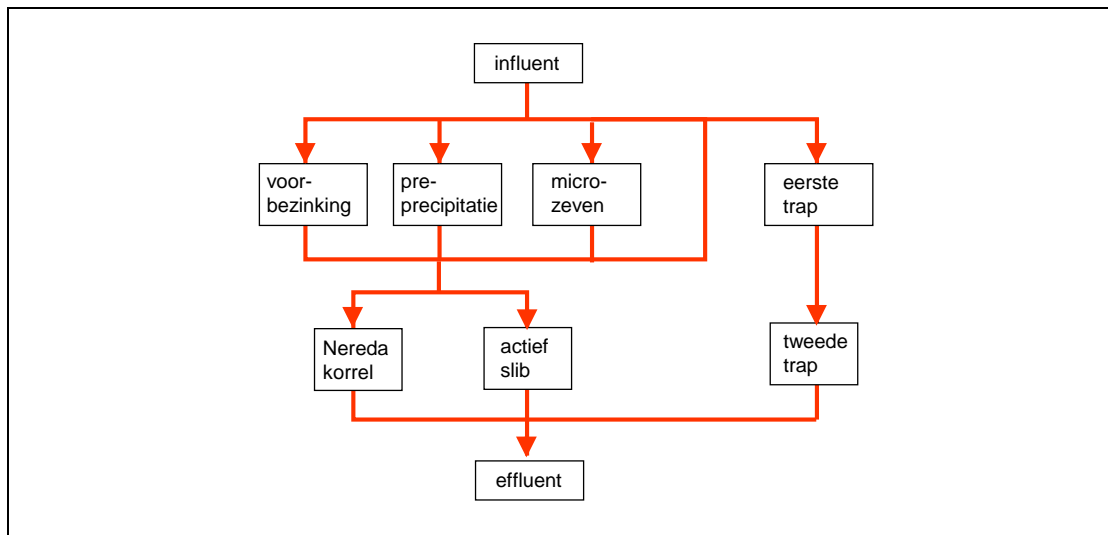 influent
voor-
bezinking
pre-
precipitatie
micro-
zeven
eerste
trap
Nereda
korrel
actief
slib
tweede
trap
effluent